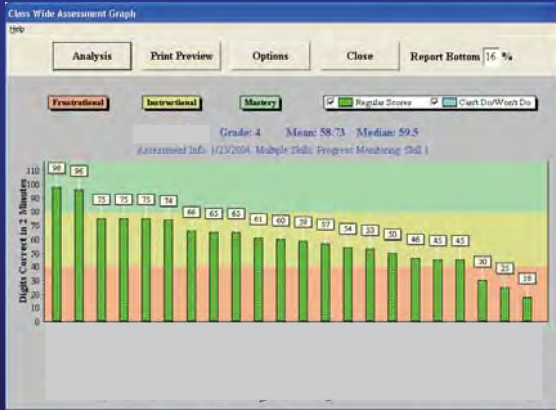 Class Wide Assessment Graph
Help
Analysis Print Preview Options Close Report Bottom 16 %
Frustrational Instructional Mastery Regular Scores Can't Do/Won't Do
Grade: 4 Mean: 58.73 Median: 59.5
Assessment Info: 1/23/2004, Multiple Skills, Progress Monitoring, Skill 1
Digits Correct in 2 Minutes
110
100
90
80
70
60
50
40
30
20
10
0
98 96 75 75 75 74 66 65 65 61 60 59 57 54 53 50 46 45 45 30 25 18